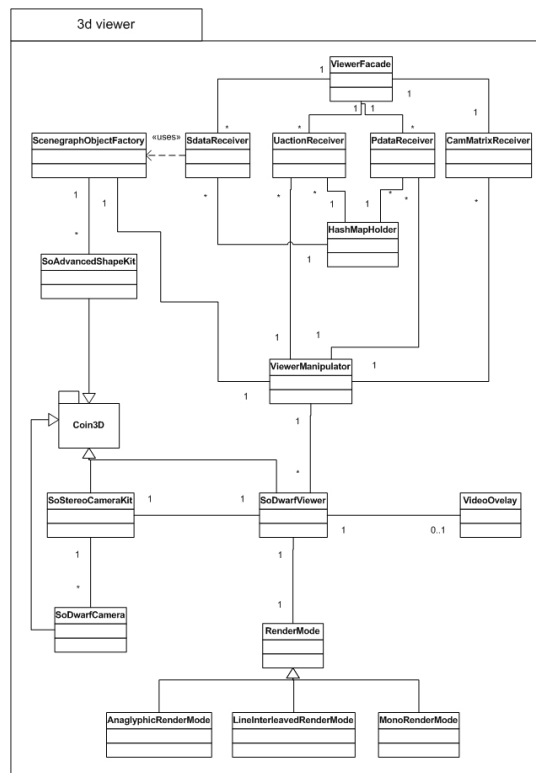 3d viewer
ViewerFacade
1
1
1
1
1
*
*
*
*
«uses»
ScenegraphObjectFactory
SdataReceiver
UactionReceiver
PdataReceiver
CamMatrixReceiver
1
1
*
*
*
*
*
*
1
1
HashMapHolder
*
1
SoAdvancedShapeKit
1
1
1
1
ViewerManipulator
1
Coin3D
*
SoStereoCameraKit
1
1
SoDwarfViewer
VideoOvelay
1
1
1
0..1
*
SoDwarfCamera
1
RenderMode
AnaglyphicRenderMode
LineInterleavedRenderMode
MonoRenderMode